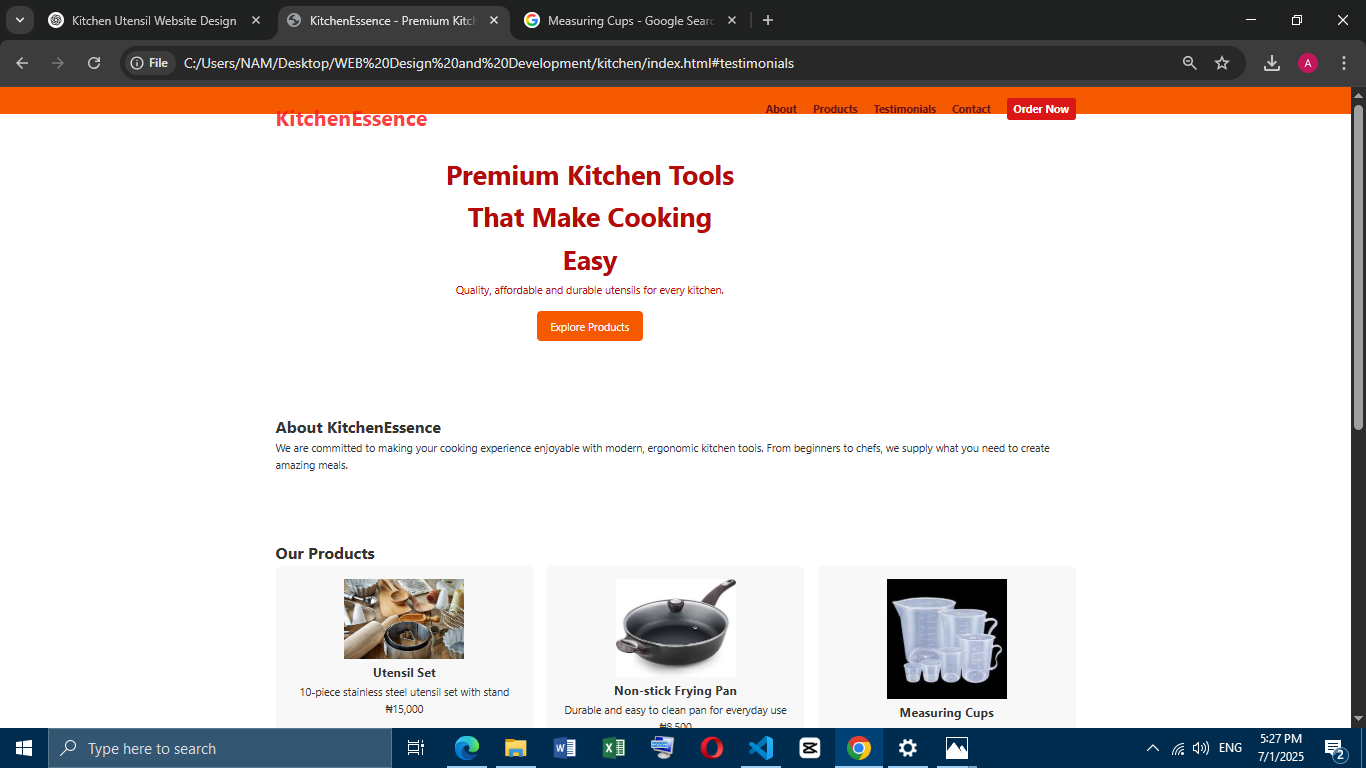 Kitchen Utensil Website Design
KitchenEssence - Premium Kitch
Measuring Cups - Google Searc
File
C:/Users/NAM/Desktop/WEB%20Design%20and%20Development/kitchen/index.html#testimonials
A
KitchenEssence
About Products Testimonials Contact Order Now
Premium Kitchen Tools
That Make Cooking
Easy
Quality, affordable and durable utensils for every kitchen.
Explore Products
About KitchenEssence
We are committed to making your cooking experience enjoyable with modern, ergonomic kitchen tools. From beginners to chefs, we supply what you need to create
amazing meals.
Our Products
Utensil Set
10-piece stainless steel utensil set with stand
₦15,000
Non-stick Frying Pan
Durable and easy to clean pan for everyday use
₦8,500
Measuring Cups
Type here to search
ENG
5:27 PM
7/1/2025
2